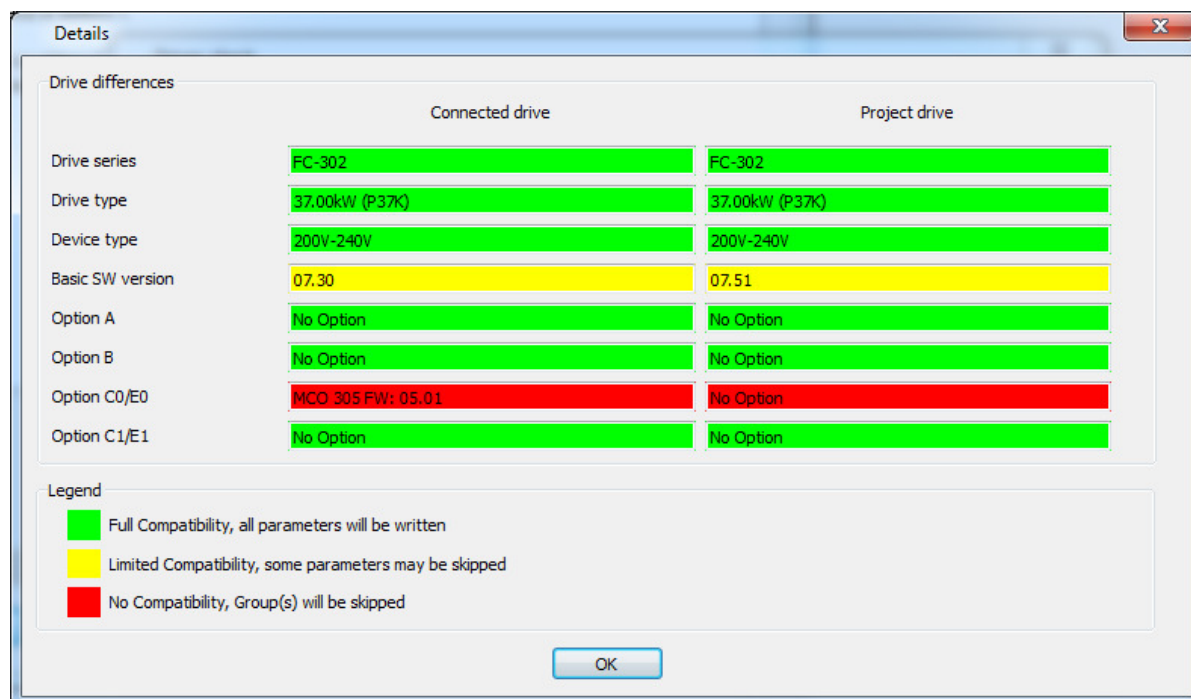 Details
Drive differences
Connected drive Project drive
Drive series FC-302 FC-302
Drive type 37.00kW (P37K) 37.00kW (P37K)
Device type 200V-240V 200V-240V
Basic SW version 07.30 07.51
Option A No Option No Option
Option B No Option No Option
Option C0/E0 MCO 305 FW: 05.01 No Option
Option C1/E1 No Option No Option
Legend
Full Compatibility, all parameters will be written
Limited Compatibility, some parameters may be skipped
No Compatibility, Group(s) will be skipped
OK